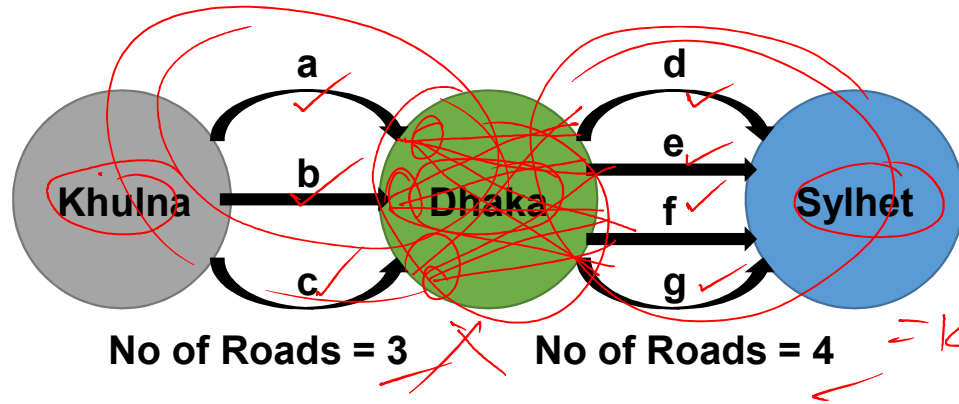 a d
b e
Khulna Dhaka f Sylhet
c g
No of Roads = 3 No of Roads = 4